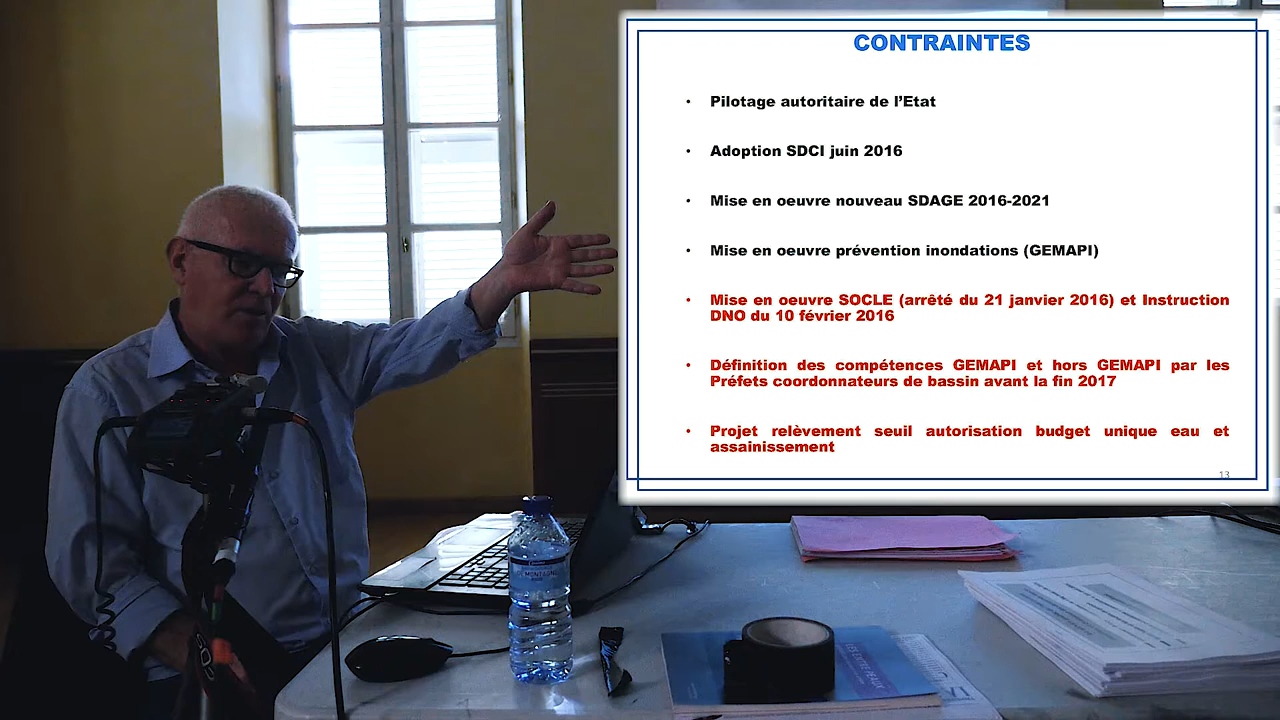 CONTRAINTES
• Pilotage autoritaire de l'Etat
• Adoption SDCI juin 2016
• Mise en oeuvre nouveau SDAGE 2016-2021
• Mise en oeuvre prévention inondations (GEMAPI)
• Mise en oeuvre SOCLE (arrêté du 21 janvier 2016) et Instruction
DNO du 10 février 2016
• Définition des compétences GEMAPI et hors GEMAPI par les
Préfets coordonnateurs de bassin avant la fin 2017
• Projet relèvement seuil autorisation budget unique eau et
assainissement
13